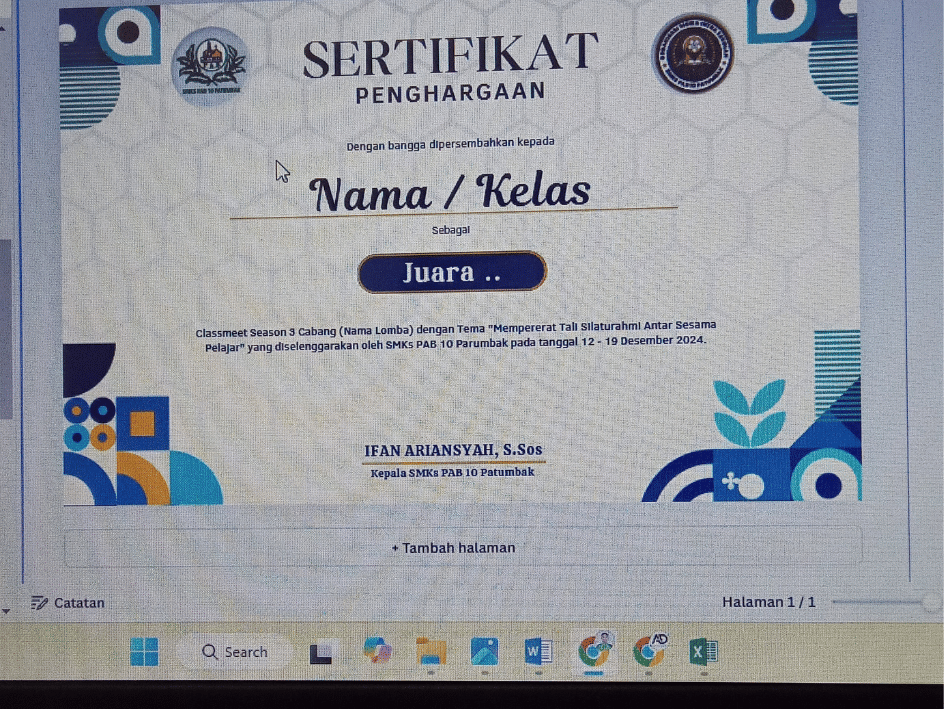 SERTIFIKAT
PENGHARGAAN
Dengan bangga dipersembahkan kepada
Nama / Kelas
Sebagai
Juara ..
Classmeet Season 3 Cabang (Nama Lomba) dengan Tema "Mempererat Tali Silaturahmi Antar Sesama
Pelajar" yang diselenggarakan oleh SMKs PAB 10 Parumbak pada tanggal 12 - 19 Desember 2024.
IFAN ARIANSYAH, S.Sos
Kepala SMKs PAB 10 Patumbak
+ Tambah halaman
Catatan
Halaman 1 / 1
Search